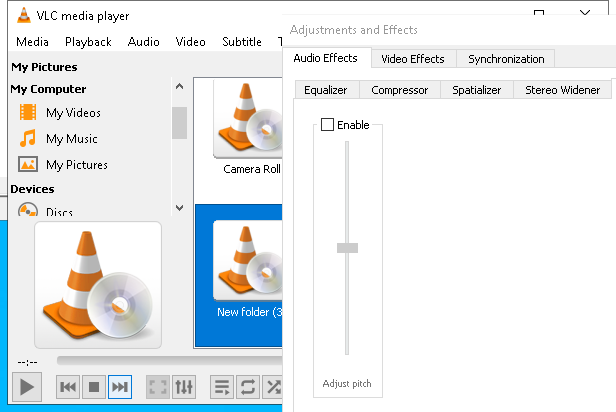 VLC media player
Media Playback Audio Video Subtitle
My Pictures
My Computer
My Videos
My Music
My Pictures
Devices
Discs
Camera Roll
New folder (3
--:--
Adjustments and Effects
Audio Effects Video Effects Synchronization
Equalizer Compressor Spatializer Stereo Widener
Enable
Adjust pitch